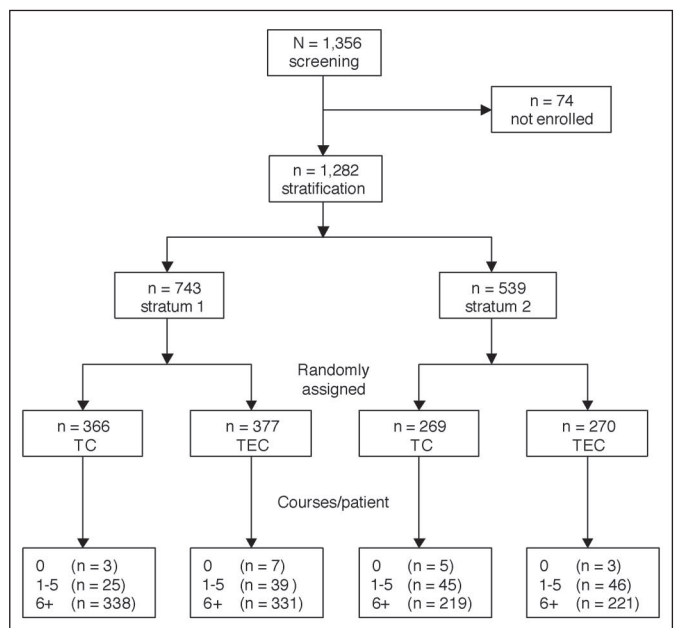 N = 1,356
screening
n = 74
not enrolled
n = 1,282
stratification
n = 743
stratum 1
n = 539
stratum 2
Randomly
assigned
n = 366
TC
n = 377
TEC
n = 269
TC
n = 270
TEC
Courses/patient
0 (n = 3)
1-5 (n = 25)
6+ (n = 338)
0 (n = 7)
1-5 (n = 39 )
6+ (n = 331)
0 (n = 5)
1-5 (n = 45)
6+ (n = 219)
0 (n = 3)
1-5 (n = 46)
6+ (n = 221)